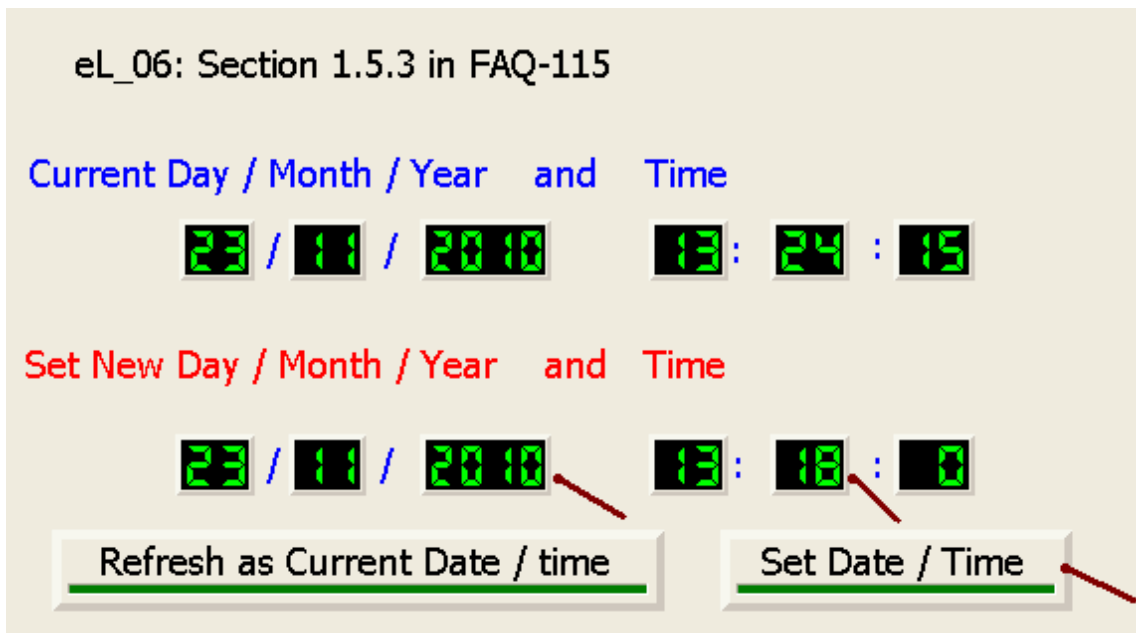 eL_06: Section 1.5.3 in FAQ-115
Current Day / Month / Year and Time
23 / 11 / 2010 13: 24 : 15
Set New Day / Month / Year and Time
23 / 11 / 2010 13: 18 : 0
Refresh as Current Date / time Set Date / Time